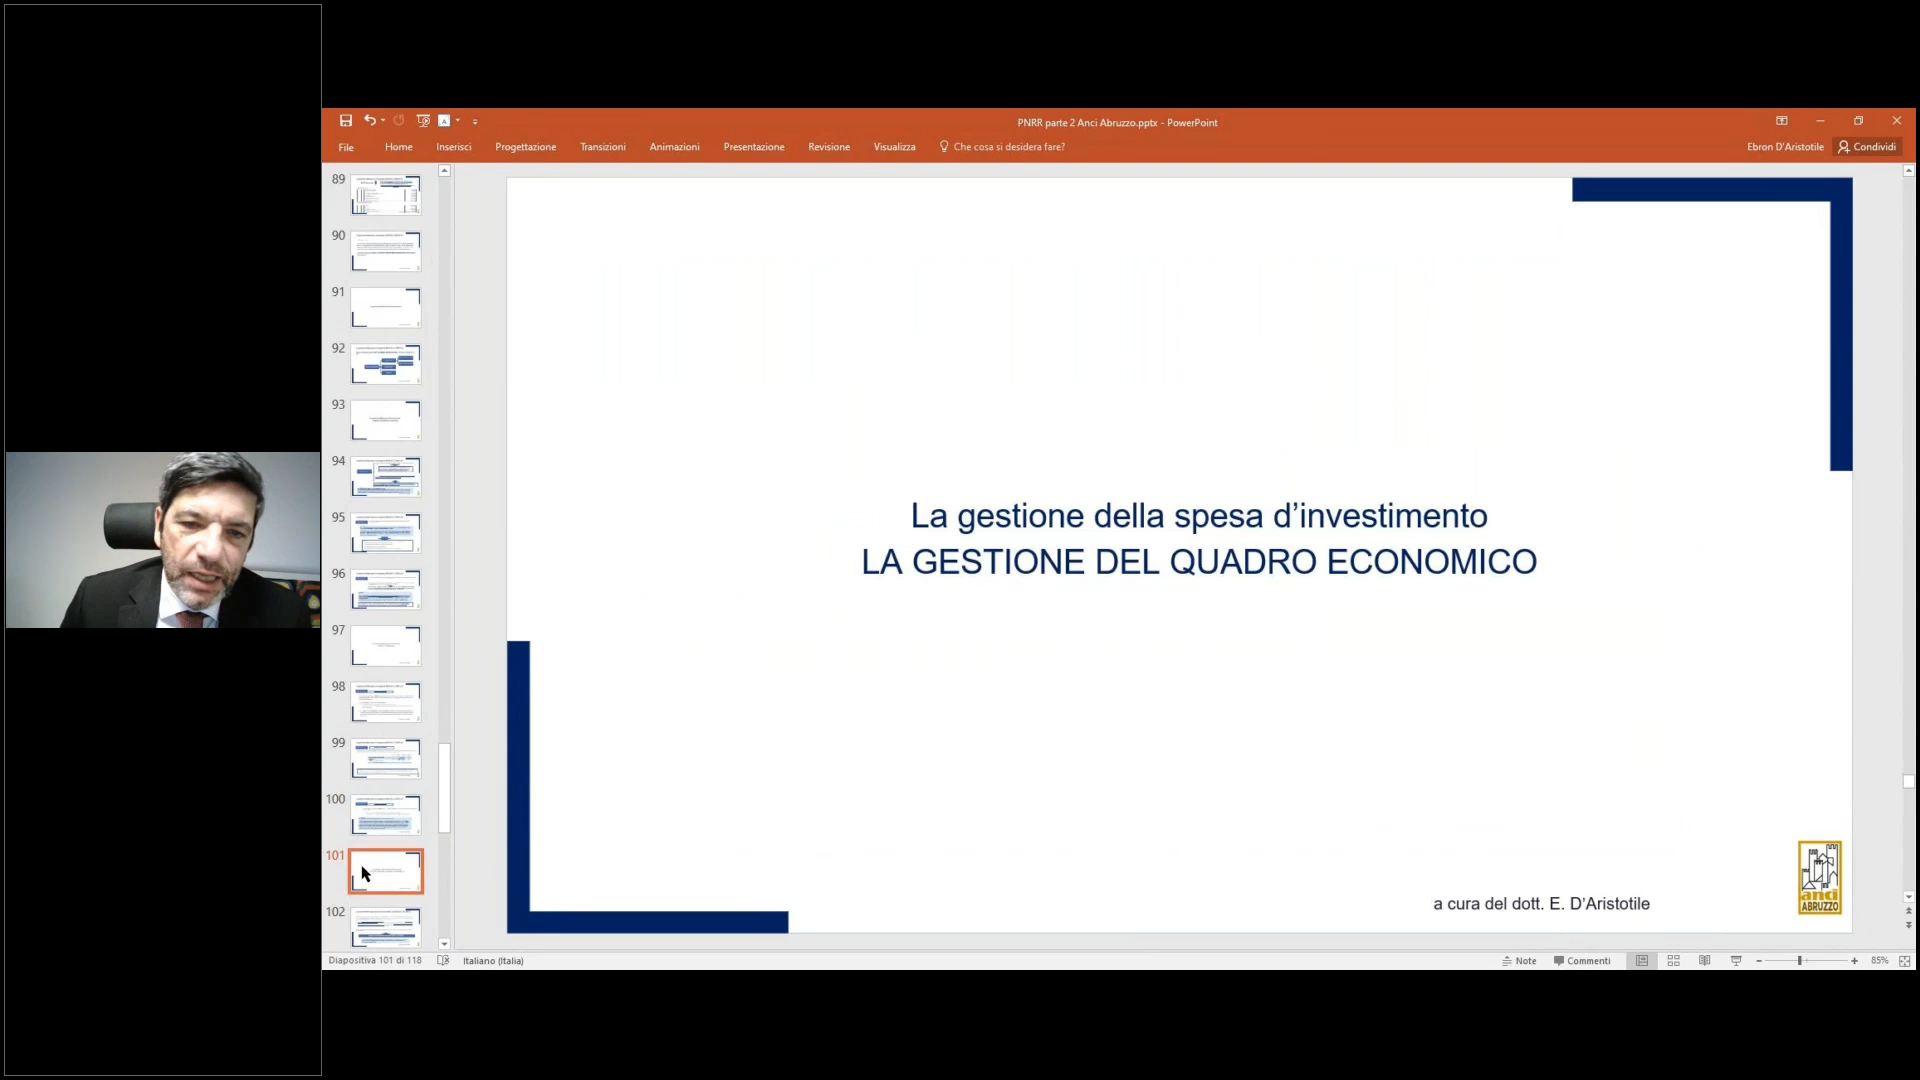 PNRR parte 2 Anci Abruzzo.pptx - PowerPoint
File Home Inserisci Progettazione Transizioni Animazioni Presentazione Revisione Visualizza Che cosa si desidera fare? Ebron D'Aristotile Condividi
89
90
91
92
93
94
95
96
97
98
99
100
101
102
La gestione della spesa d’investimento
LA GESTIONE DEL QUADRO ECONOMICO
a cura del dott. E. D’Aristotile
anci
ABRUZZO
Diapositiva 101 di 118 Italiano (Italia) Note Commenti 85%